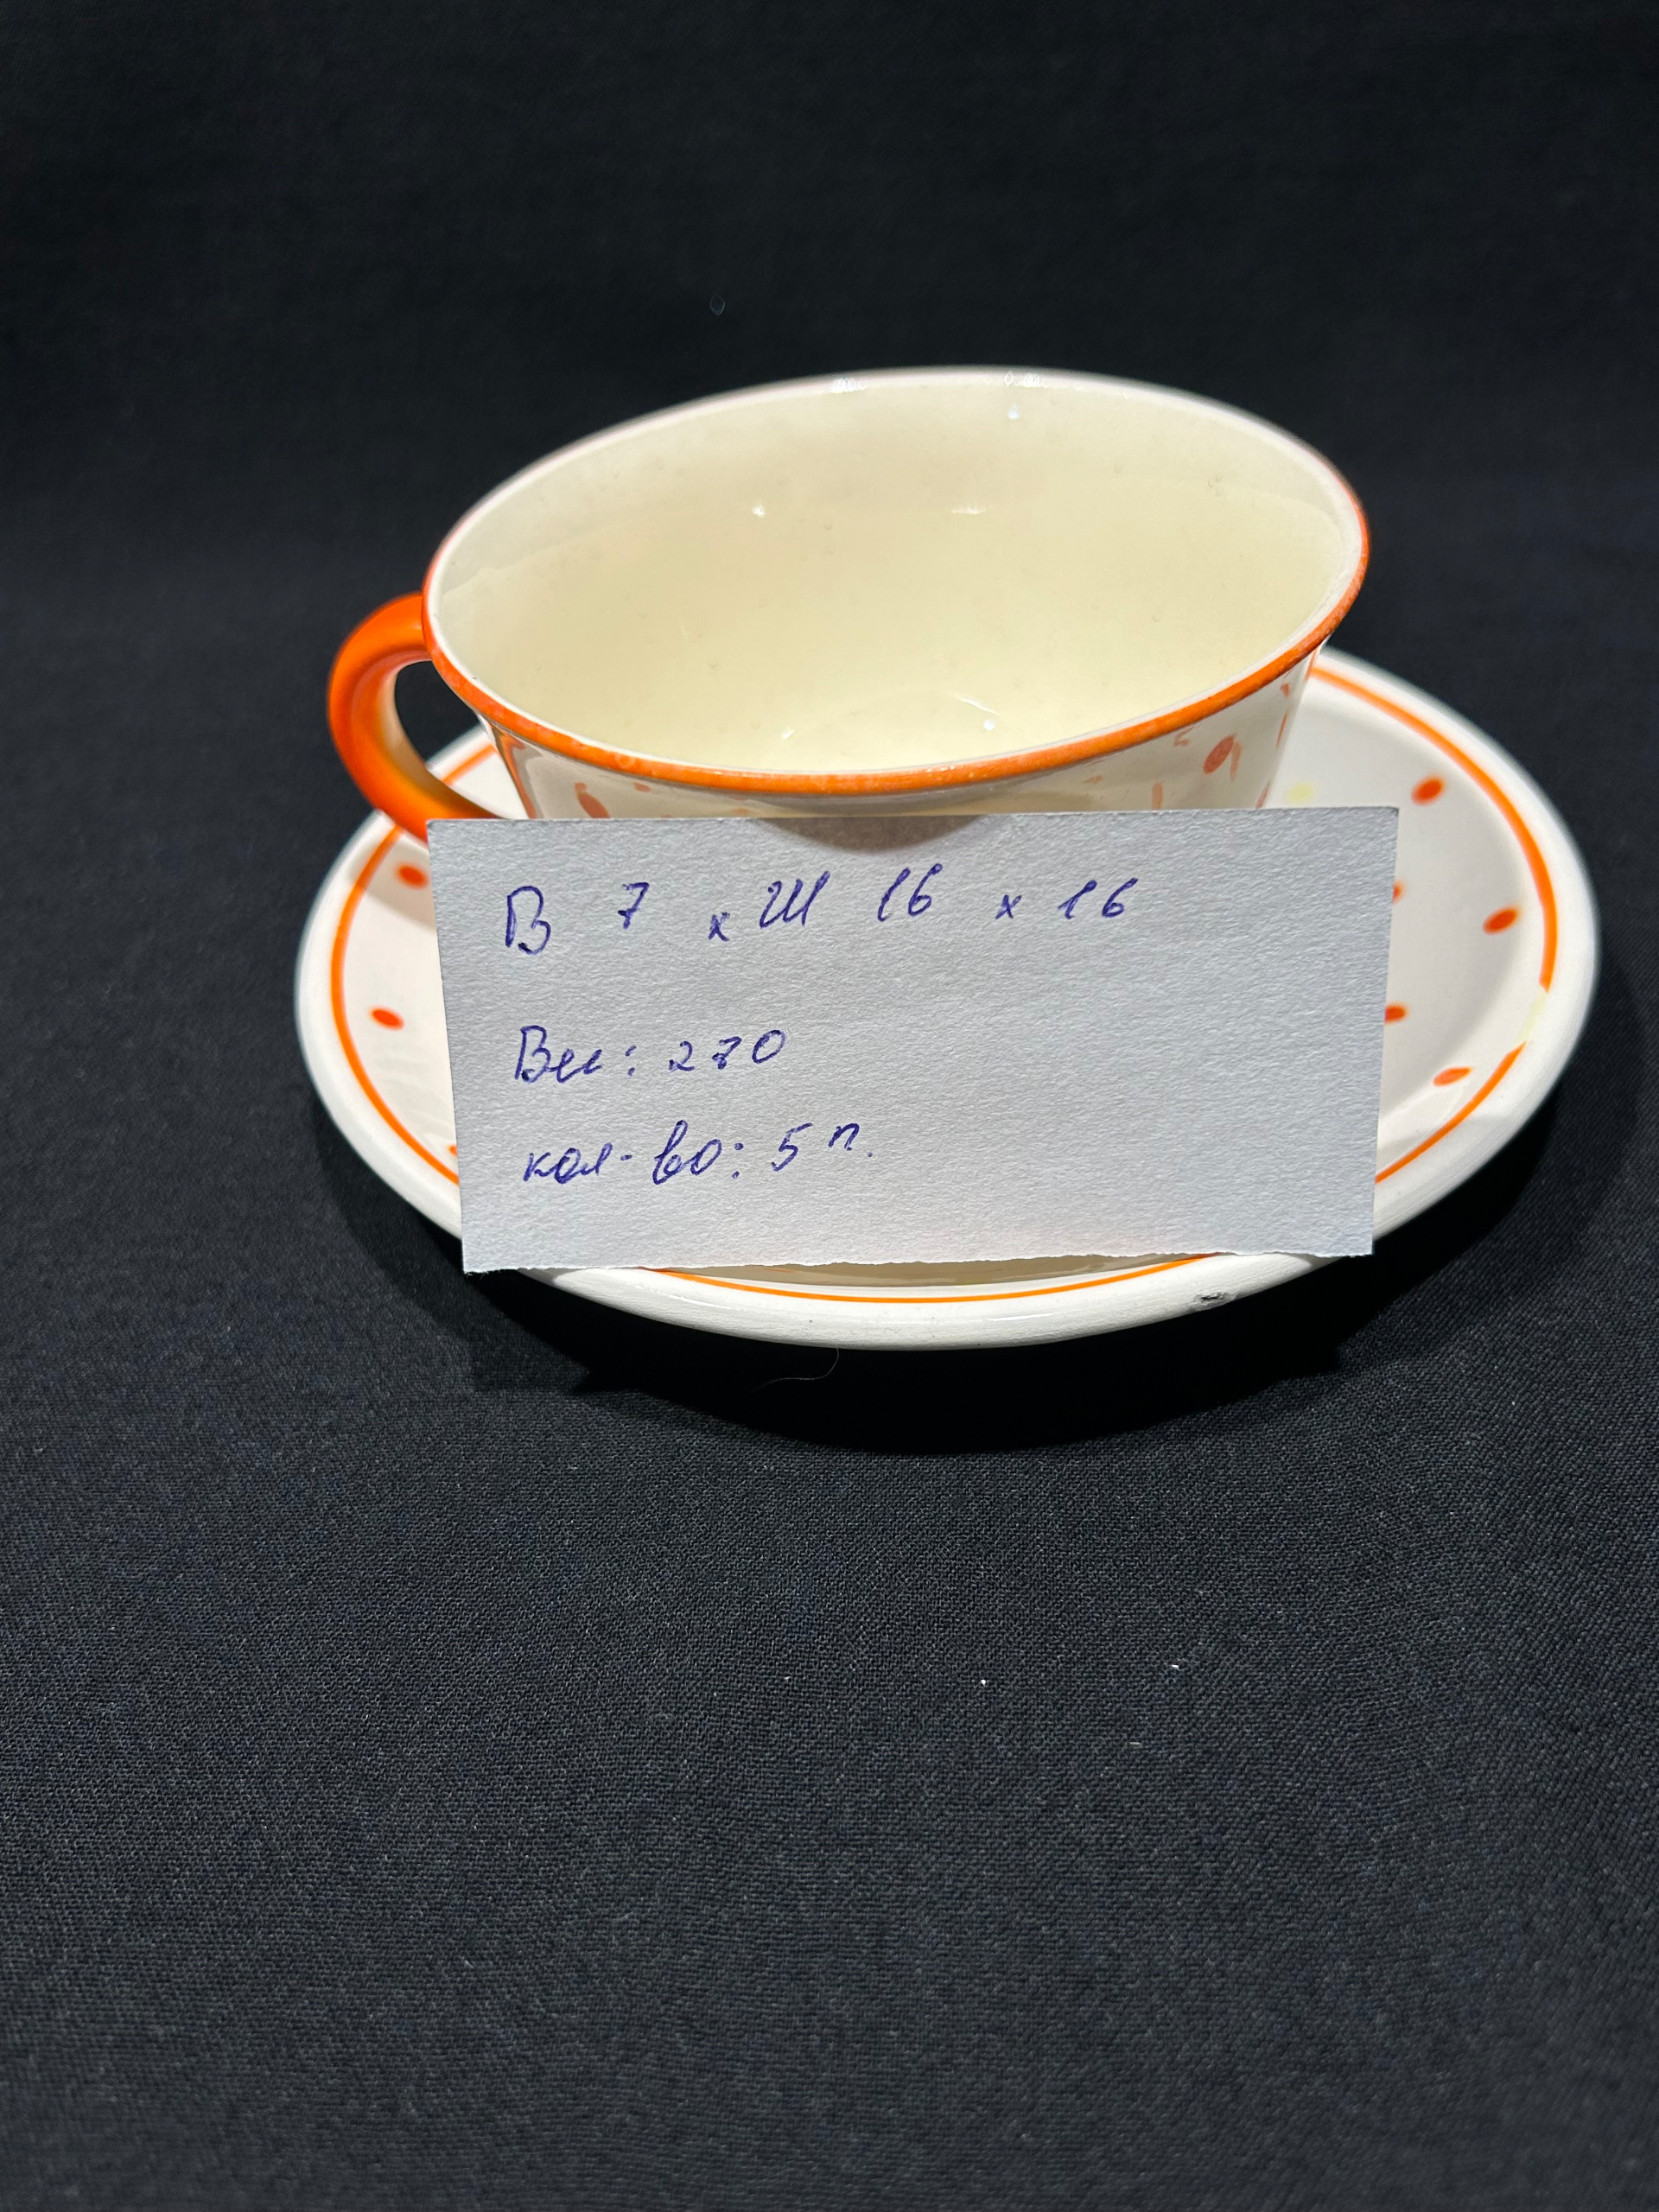 В 7 х Ш 16 х 16
Вес: 270
кол-во: 5 п.